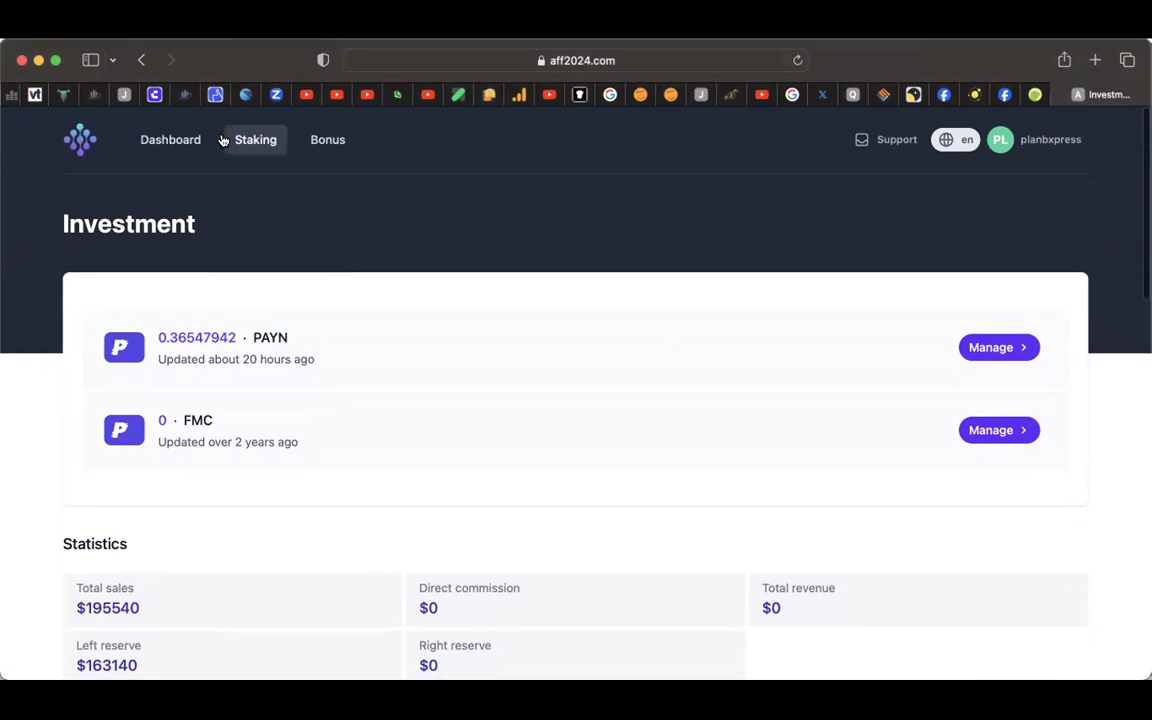 aff2024.com
Investm...
Dashboard
Staking
Bonus
Support
en
PL
planbxpress
Investment
0.36547942 · PAYN
Updated about 20 hours ago
Manage
0 · FMC
Updated over 2 years ago
Manage
Statistics
Total sales
$195540
Direct commission
$0
Total revenue
$0
Left reserve
$163140
Right reserve
$0